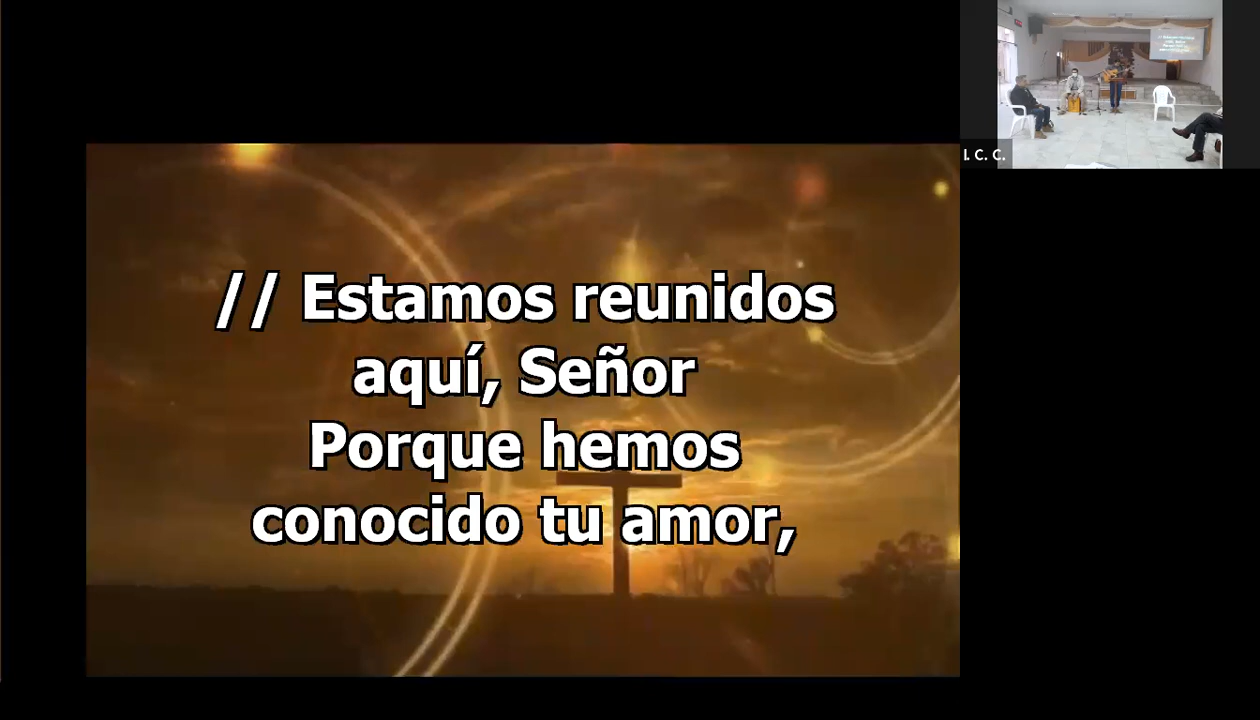 // Estamos reunidos
aquí, Señor
Porque hemos
conocido tu amor,
I. C. C.